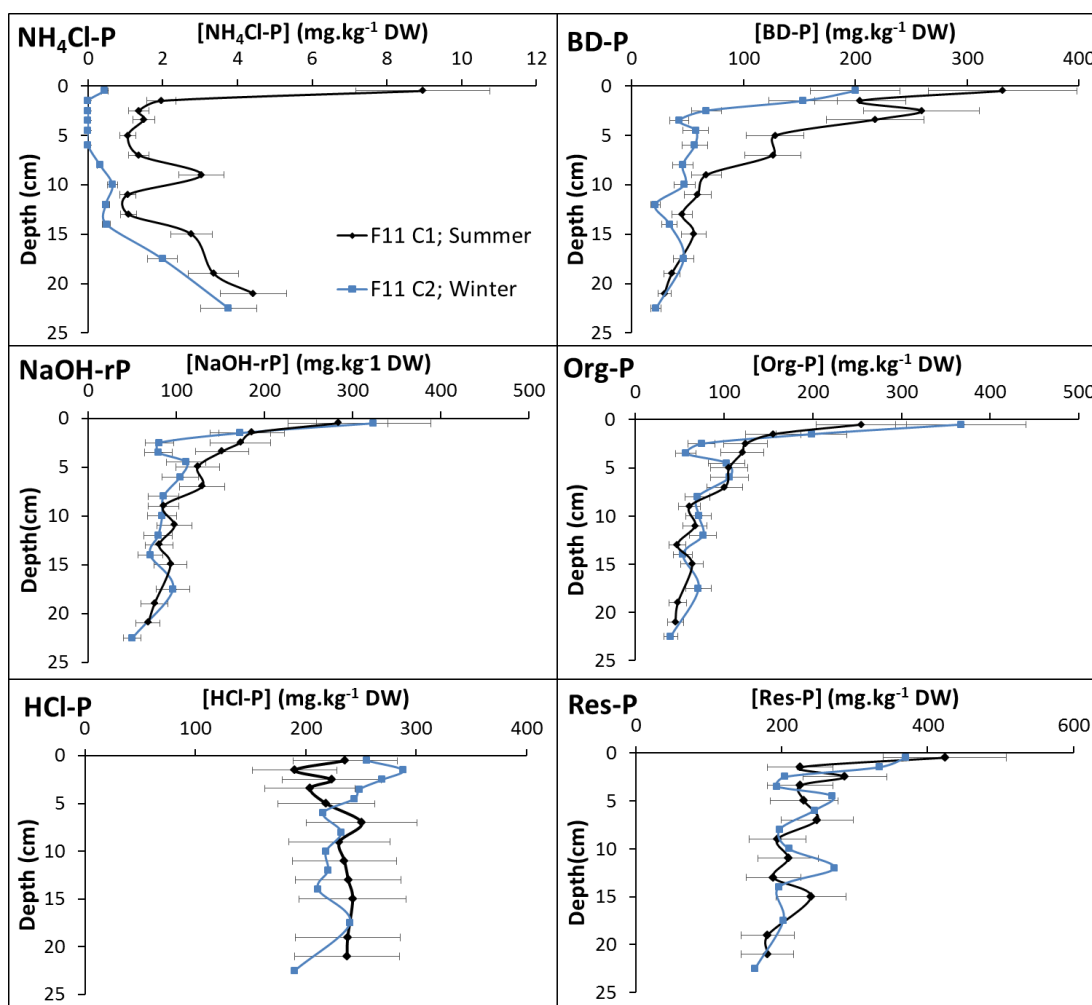 NH₄Cl-P
[NH₄Cl-P] (mg.kg⁻¹ DW)
0 2 4 6 8 10 12
Depth (cm)
0
5
10
15
20
25
F11 C1; Summer
F11 C2; Winter
BD-P
[BD-P] (mg.kg⁻¹ DW)
0 100 200 300 400
Depth (cm)
0
5
10
15
20
25
NaOH-rP
[NaOH-rP] (mg.kg⁻1 DW)
0 100 200 300 400 500
Depth(cm)
0
5
10
15
20
25
Org-P
[Org-P] (mg.kg⁻¹ DW)
0 100 200 300 400 500
Depth(cm)
0
5
10
15
20
25
HCl-P
[HCl-P] (mg.kg⁻¹ DW)
0 100 200 300 400
Depth (cm)
0
5
10
15
20
25
Res-P
[Res-P] (mg.kg⁻¹ DW)
0 200 400 600
Depth(cm)
0
5
10
15
20
25